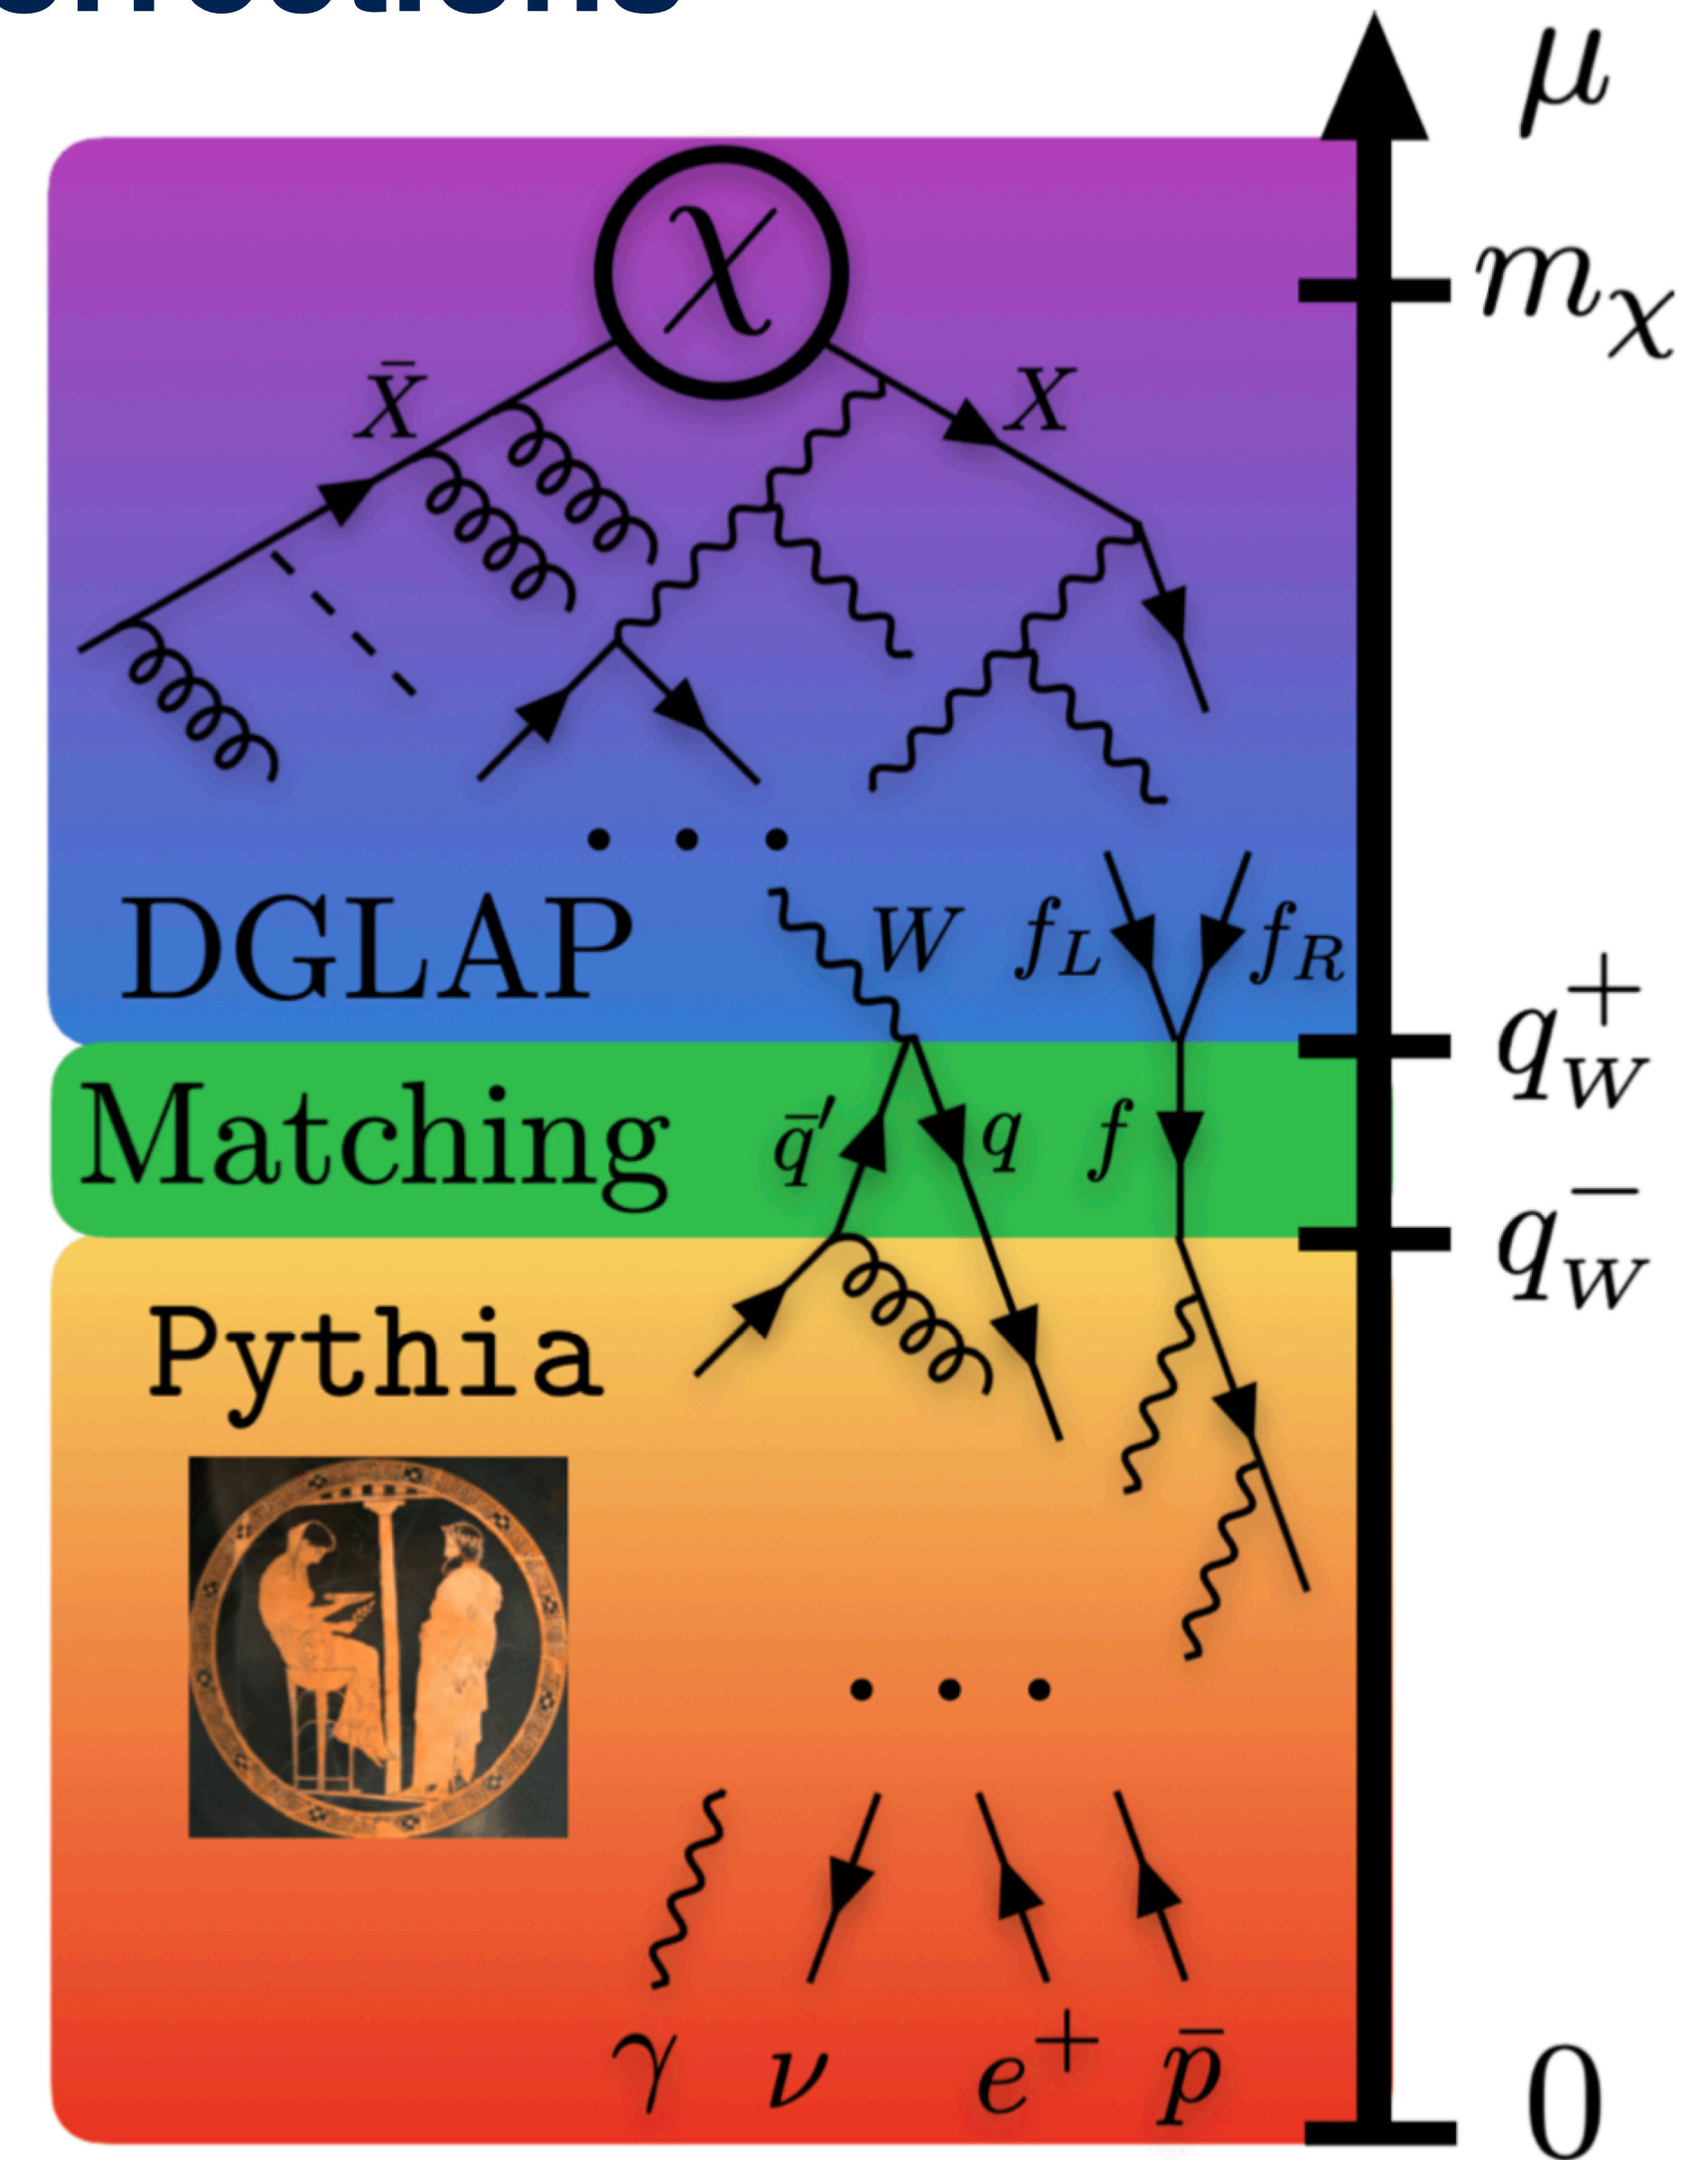 μ
χ
m_χ
X̄
X
. . .
DGLAP
W
f_L
f_R
q_W^+
Matching
q̄′
q
f
q_W^-
Pythia
. . .
γ
ν
e^+
p̄
0